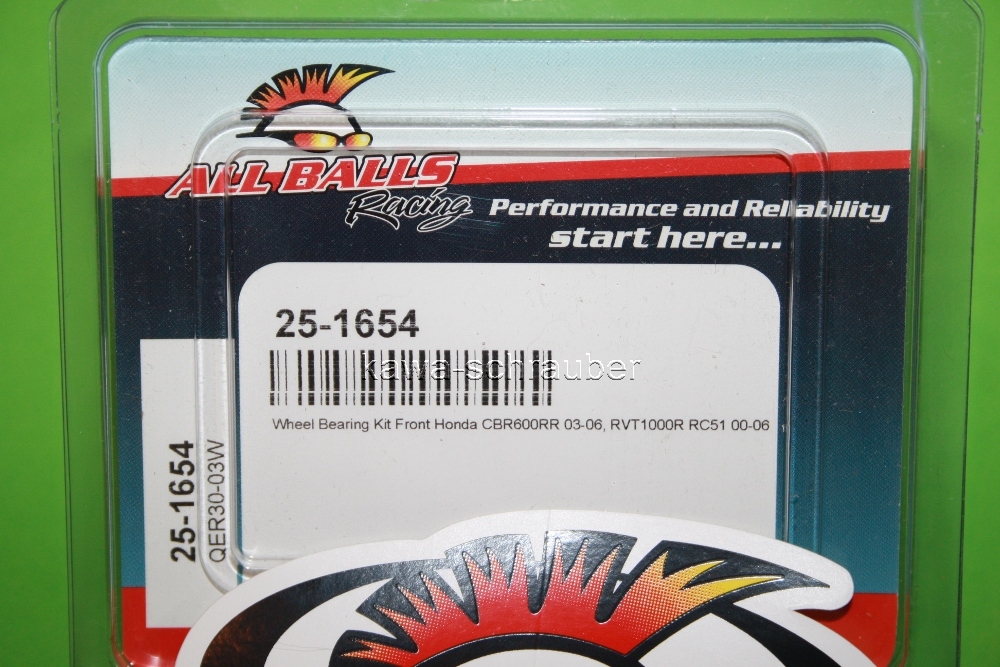 ALL BALLS
Racing
Performance and Reliability
start here...
25-1654
kawa-schrauber
Wheel Bearing Kit Front Honda CBR600RR 03-06, RVT1000R RC51 00-06
25-1654
QER30-03W